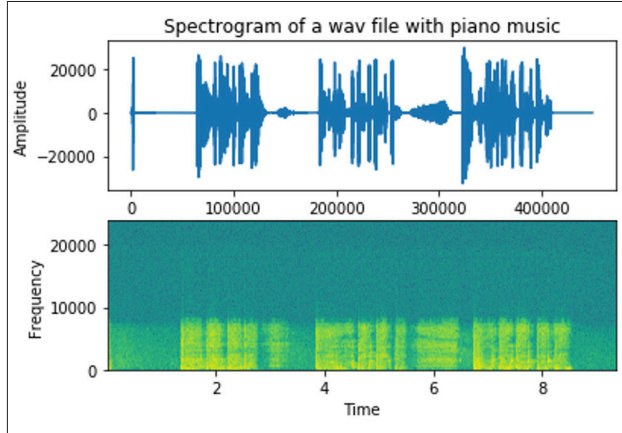 Spectrogram of a wav file with piano music
Amplitude
20000
0
−20000
0 100000 200000 300000 400000
Frequency
20000
10000
0
2 4 6 8
Time